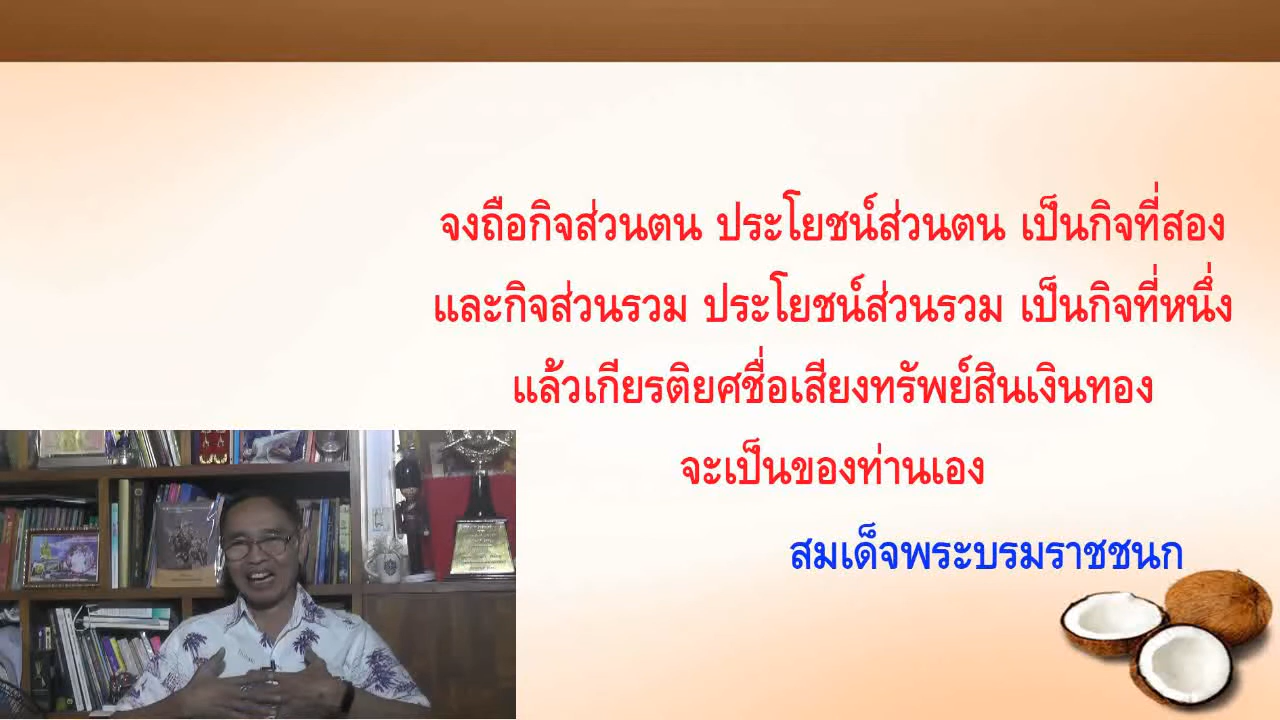 จงถือกิจส่วนตน ประโยชน์ส่วนตน เป็นกิจที่สอง
และกิจส่วนรวม ประโยชน์ส่วนรวม เป็นกิจที่หนึ่ง
แล้วเกียรติยศชื่อเสียงทรัพย์สินเงินทอง
จะเป็นของท่านเอง
สมเด็จพระบรมราชชนก